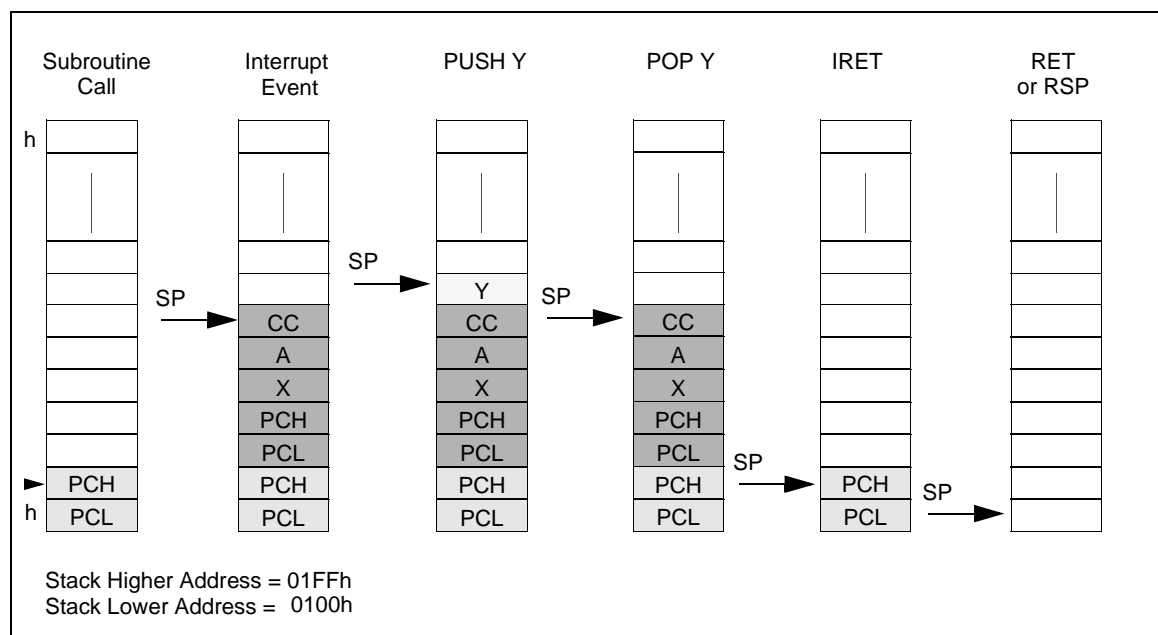 Subroutine
Call
Interrupt
Event
PUSH Y
POP Y
IRET
RET
or RSP
h
SP
Y
SP
SP
CC
CC
CC
A
A
A
X
X
X
PCH
PCH
PCH
PCL
PCL
PCL
SP
PCH
PCH
PCH
PCH
PCH
SP
h
PCL
PCL
PCL
PCL
PCL
Stack Higher Address = 01FFh
Stack Lower Address = 0100h